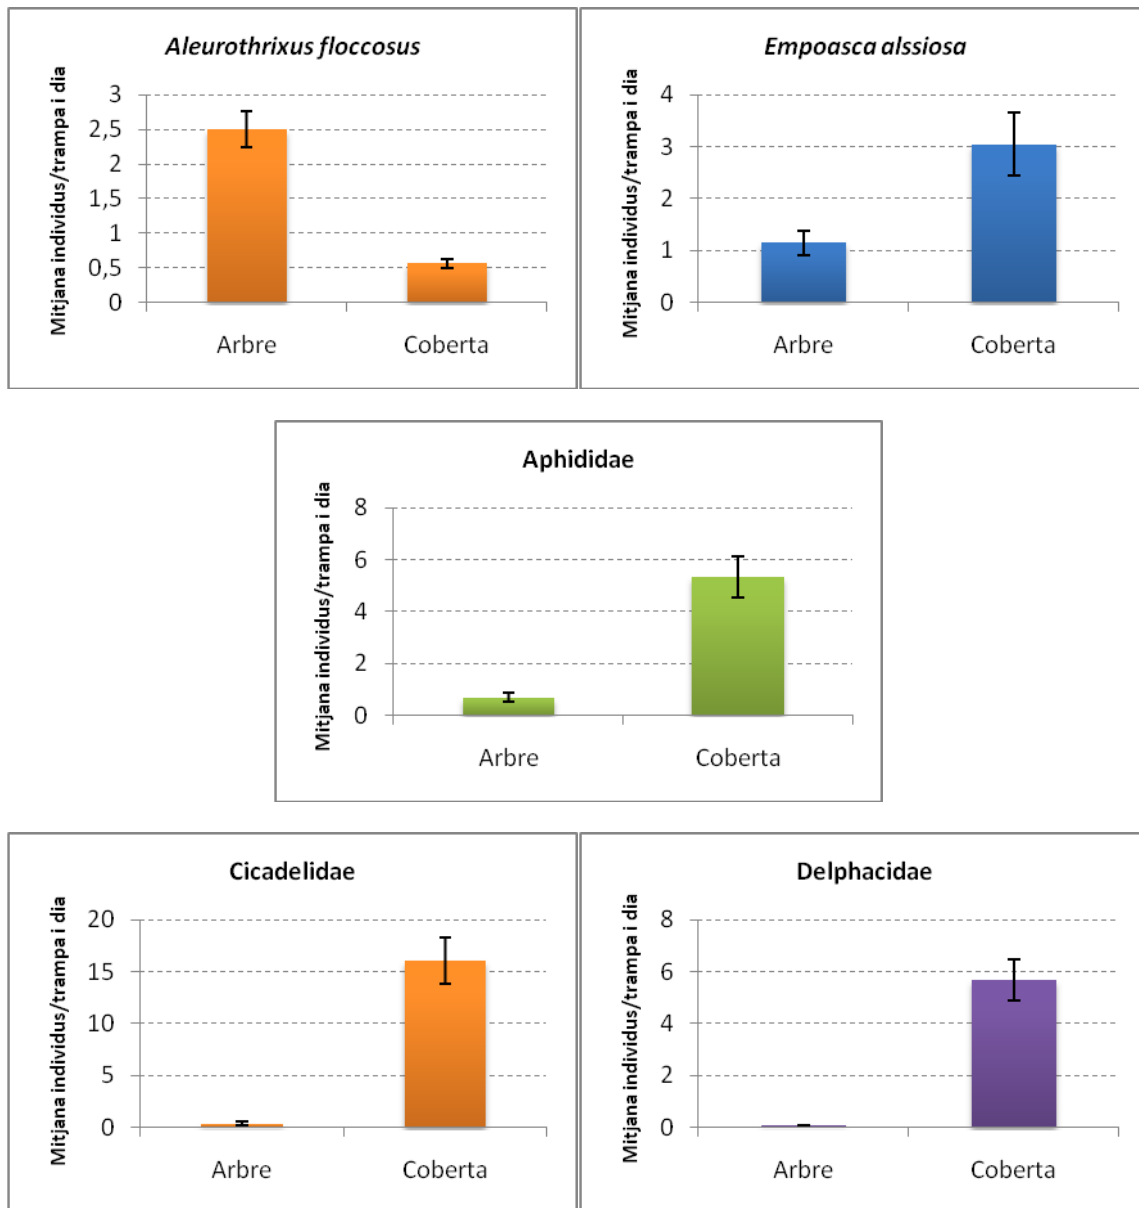 Aleurothrixus floccosus
Mitjana individus/trampa i dia
3
2,5
2
1,5
1
0,5
0
Arbre Coberta
Empoasca alssiosa
Mitjana individus/trampa i dia
4
3
2
1
0
Arbre Coberta
Aphididae
Mitjana individus/trampa i dia
8
6
4
2
0
Arbre Coberta
Cicadelidae
Mitjana individus/trampa i dia
20
15
10
5
0
Arbre Coberta
Delphacidae
Mitjana individus/trampa i dia
8
6
4
2
0
Arbre Coberta